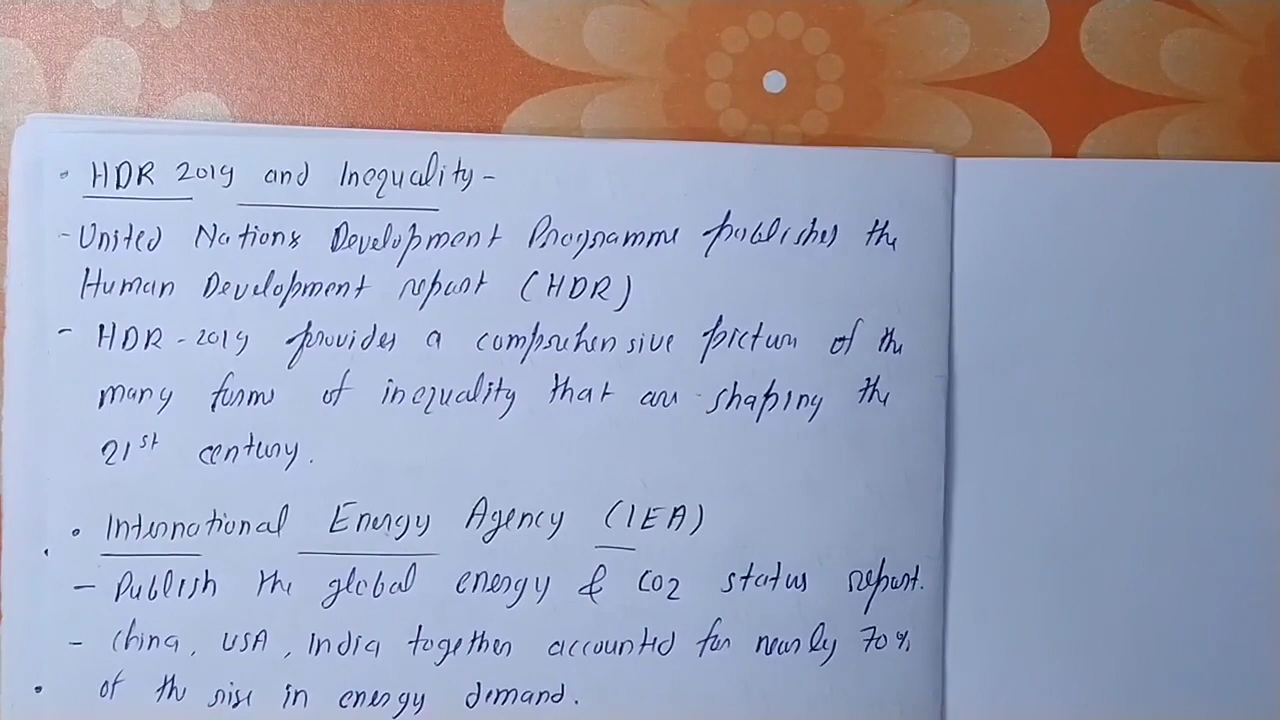 • HDR 2019 and Inequality -
- United Nations Development Programme publishes the
Human Development report (HDR)
- HDR - 2019 provides a comprehensive picture of the
many forms of inequality that are shaping the
21st century.
• International Energy Agency (IEA)
- Publish the global energy & CO2 status report.
- China, USA, India together accounted for nearly 70%
of the rise in energy demand.